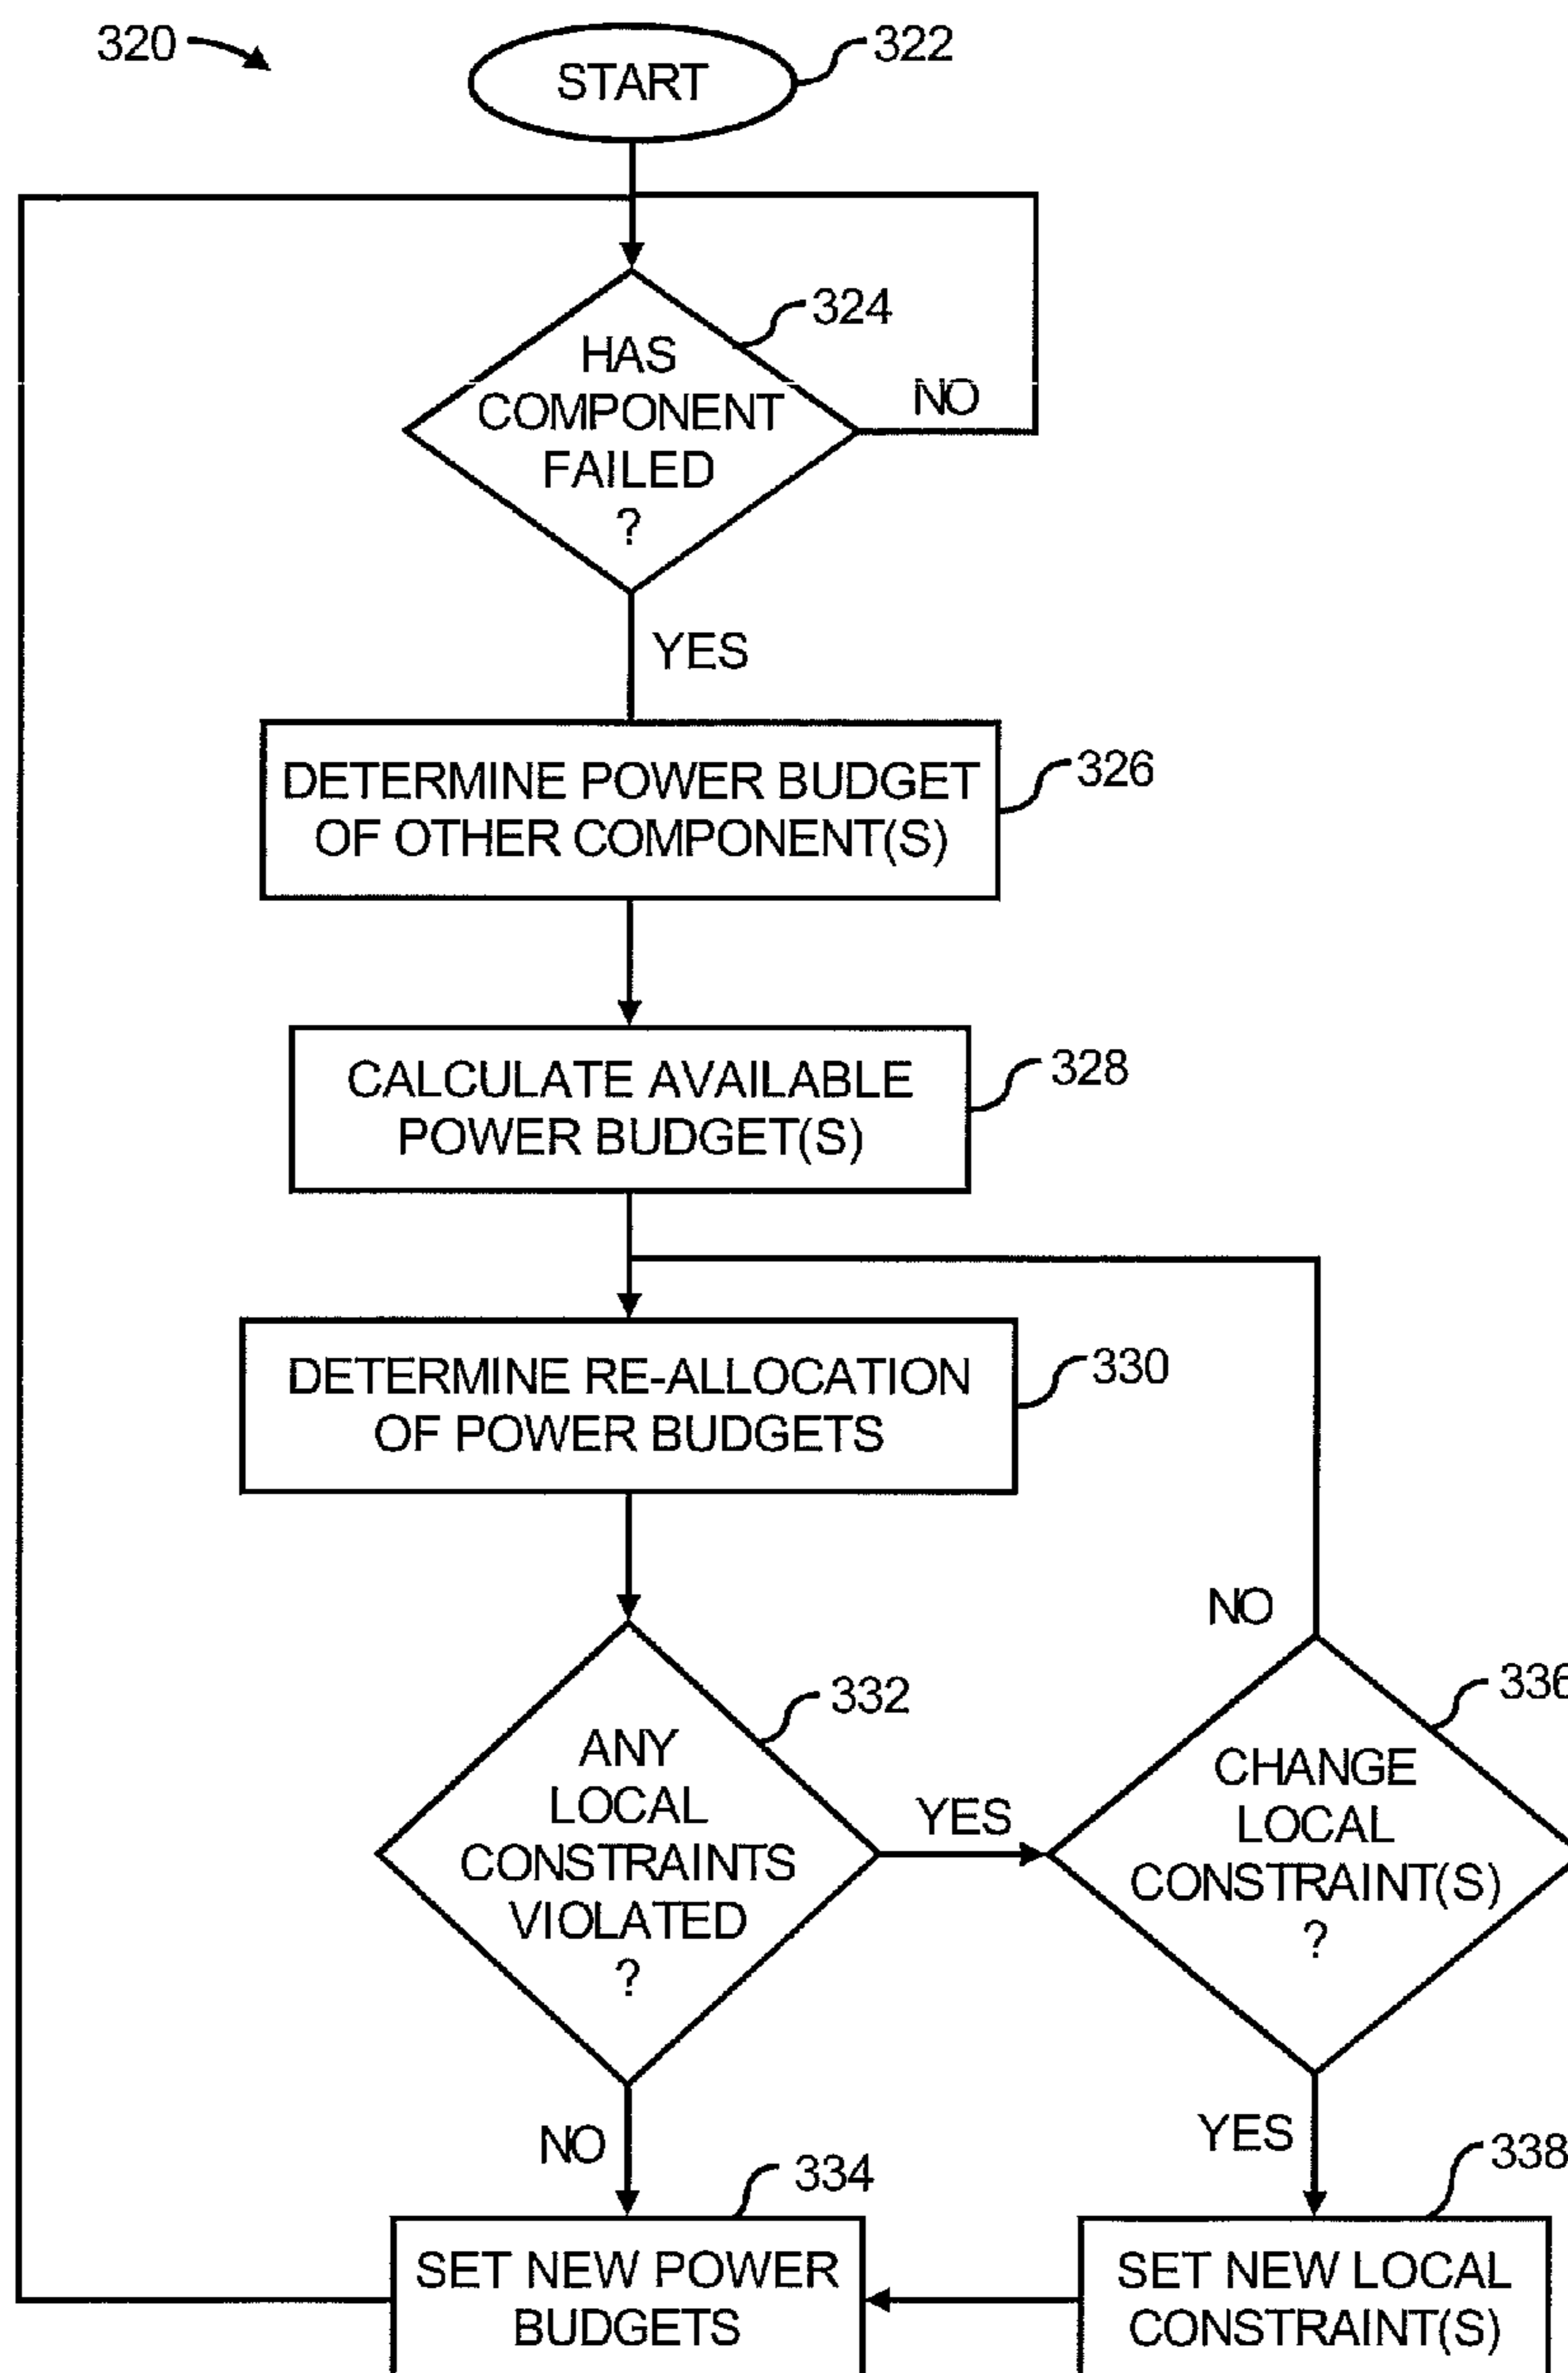 320
START
322
HAS
COMPONENT
FAILED
?
324
NO
YES
DETERMINE POWER BUDGET
OF OTHER COMPONENT(S)
326
CALCULATE AVAILABLE
POWER BUDGET(S)
328
DETERMINE RE-ALLOCATION
OF POWER BUDGETS
330
ANY
LOCAL
CONSTRAINTS
VIOLATED
?
332
YES
NO
CHANGE
LOCAL
CONSTRAINT(S)
?
336
NO
YES
SET NEW POWER
BUDGETS
334
SET NEW LOCAL
CONSTRAINT(S)
338